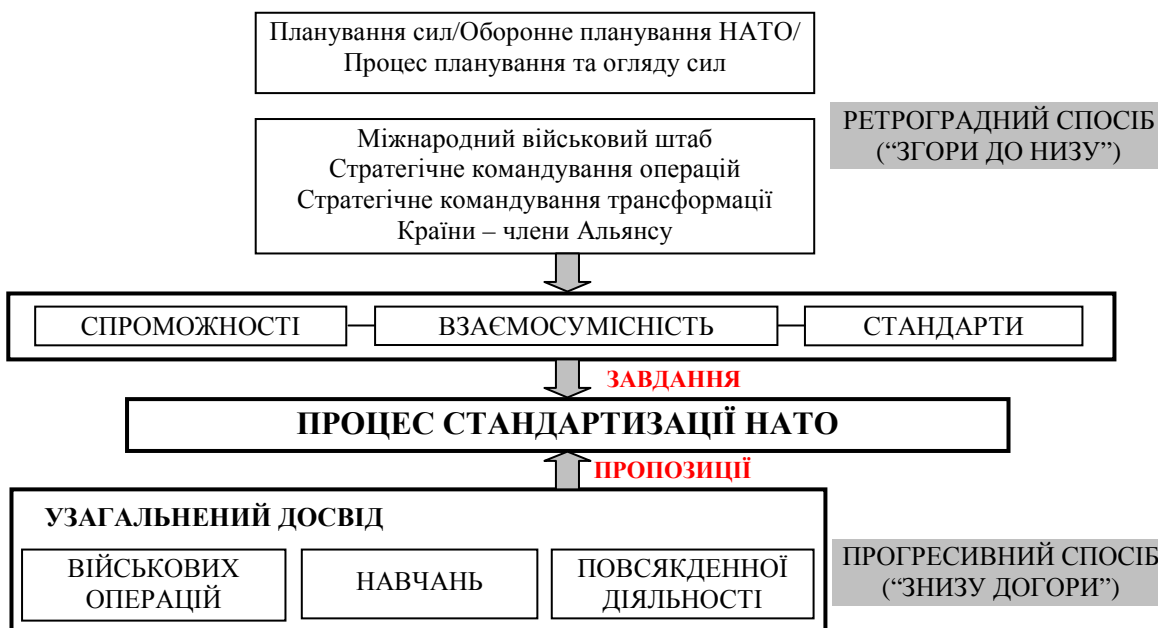 Планування сил/Оборонне планування НАТО/
Процес планування та огляду сил
РЕТРОГРАДНИЙ СПОСІБ
(“ЗГОРИ ДО НИЗУ”)
Міжнародний військовий штаб
Стратегічне командування операцій
Стратегічне командування трансформації
Країни – члени Альянсу
СПРОМОЖНОСТІ
ВЗАЄМОСУМІСНІСТЬ
СТАНДАРТИ
ЗАВДАННЯ
ПРОЦЕС СТАНДАРТИЗАЦІЇ НАТО
ПРОПОЗИЦІЇ
УЗАГАЛЬНЕНИЙ ДОСВІД
ВІЙСЬКОВИХ
ОПЕРАЦІЙ
НАВЧАНЬ
ПОВСЯКДЕННОЇ
ДІЯЛЬНОСТІ
ПРОГРЕСИВНИЙ СПОСІБ
(“ЗНИЗУ ДОГОРИ”)